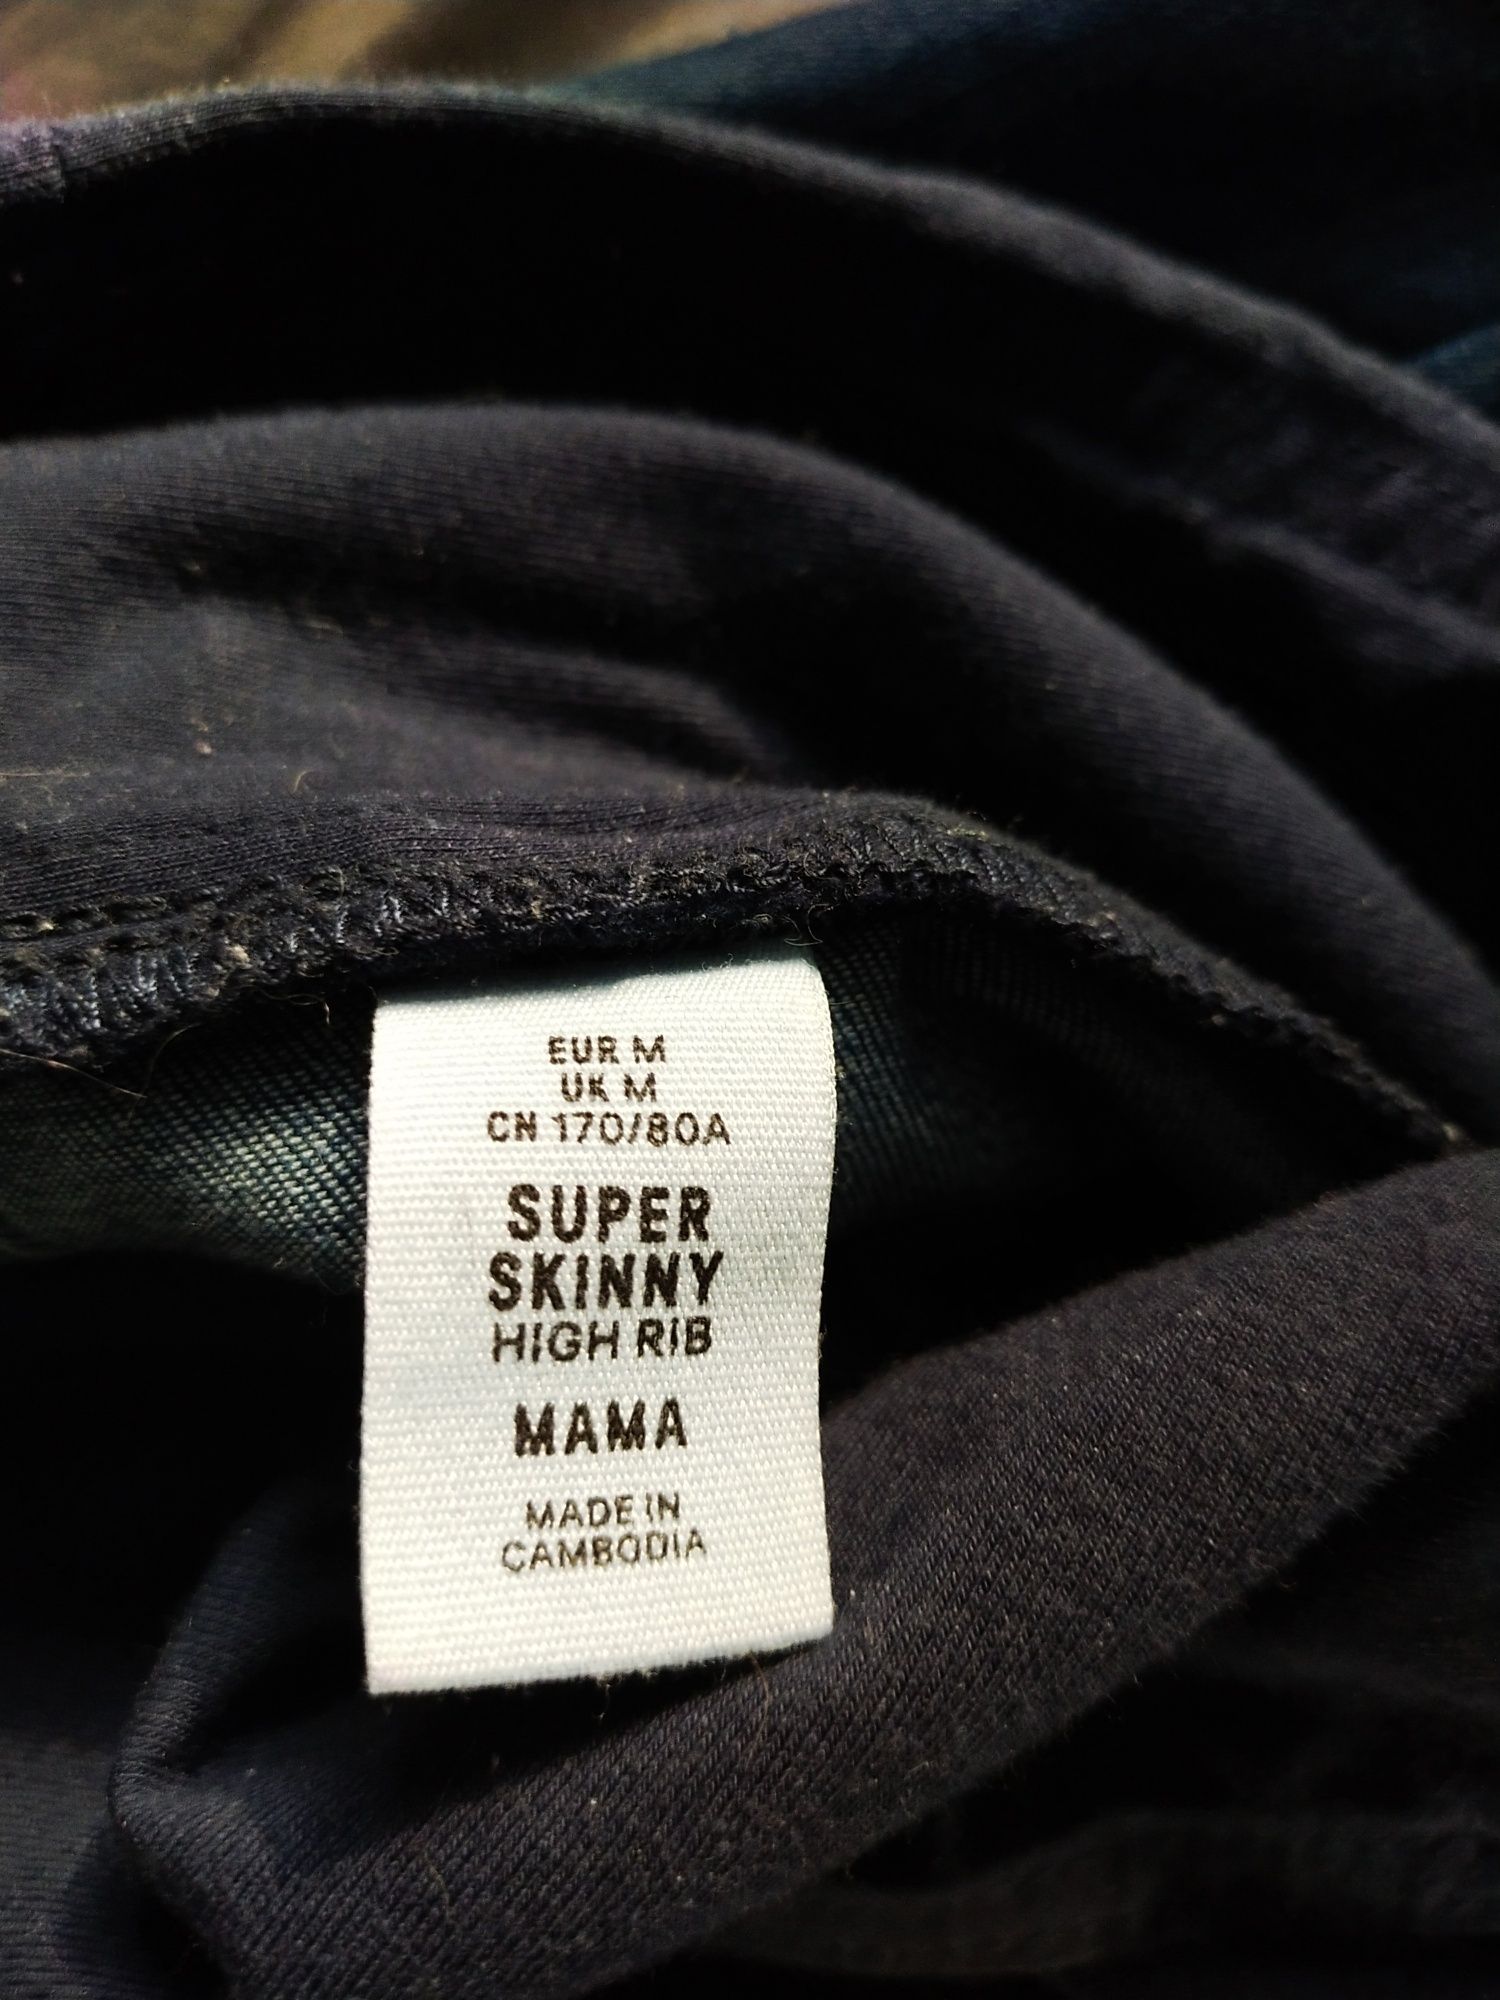 EUR M
UK M
CN 170/80A
SUPER
SKINNY
HIGH RIB
MAMA
MADE IN
CAMBODIA